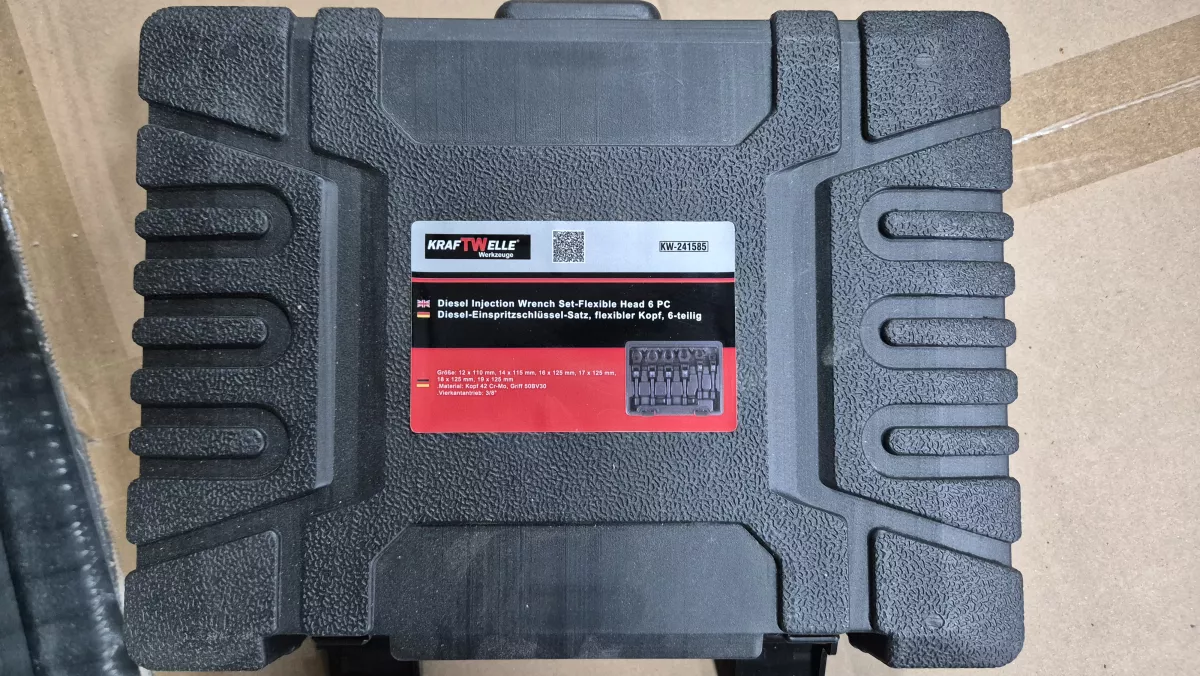 KRAFTWELLE®
Werkzeuge
KW-241585
Diesel Injection Wrench Set-Flexible Head 6 PC
Diesel-Einspritzschlüssel-Satz, flexibler Kopf, 6-teilig
Größe: 12 x 110 mm, 14 x 115 mm, 16 x 125 mm, 17 x 125 mm,
18 x 125 mm, 19 x 125 mm
.Material: Kopf 42 Cr-Mo, Griff 50BV30
.Vierkantantrieb: 3/8"